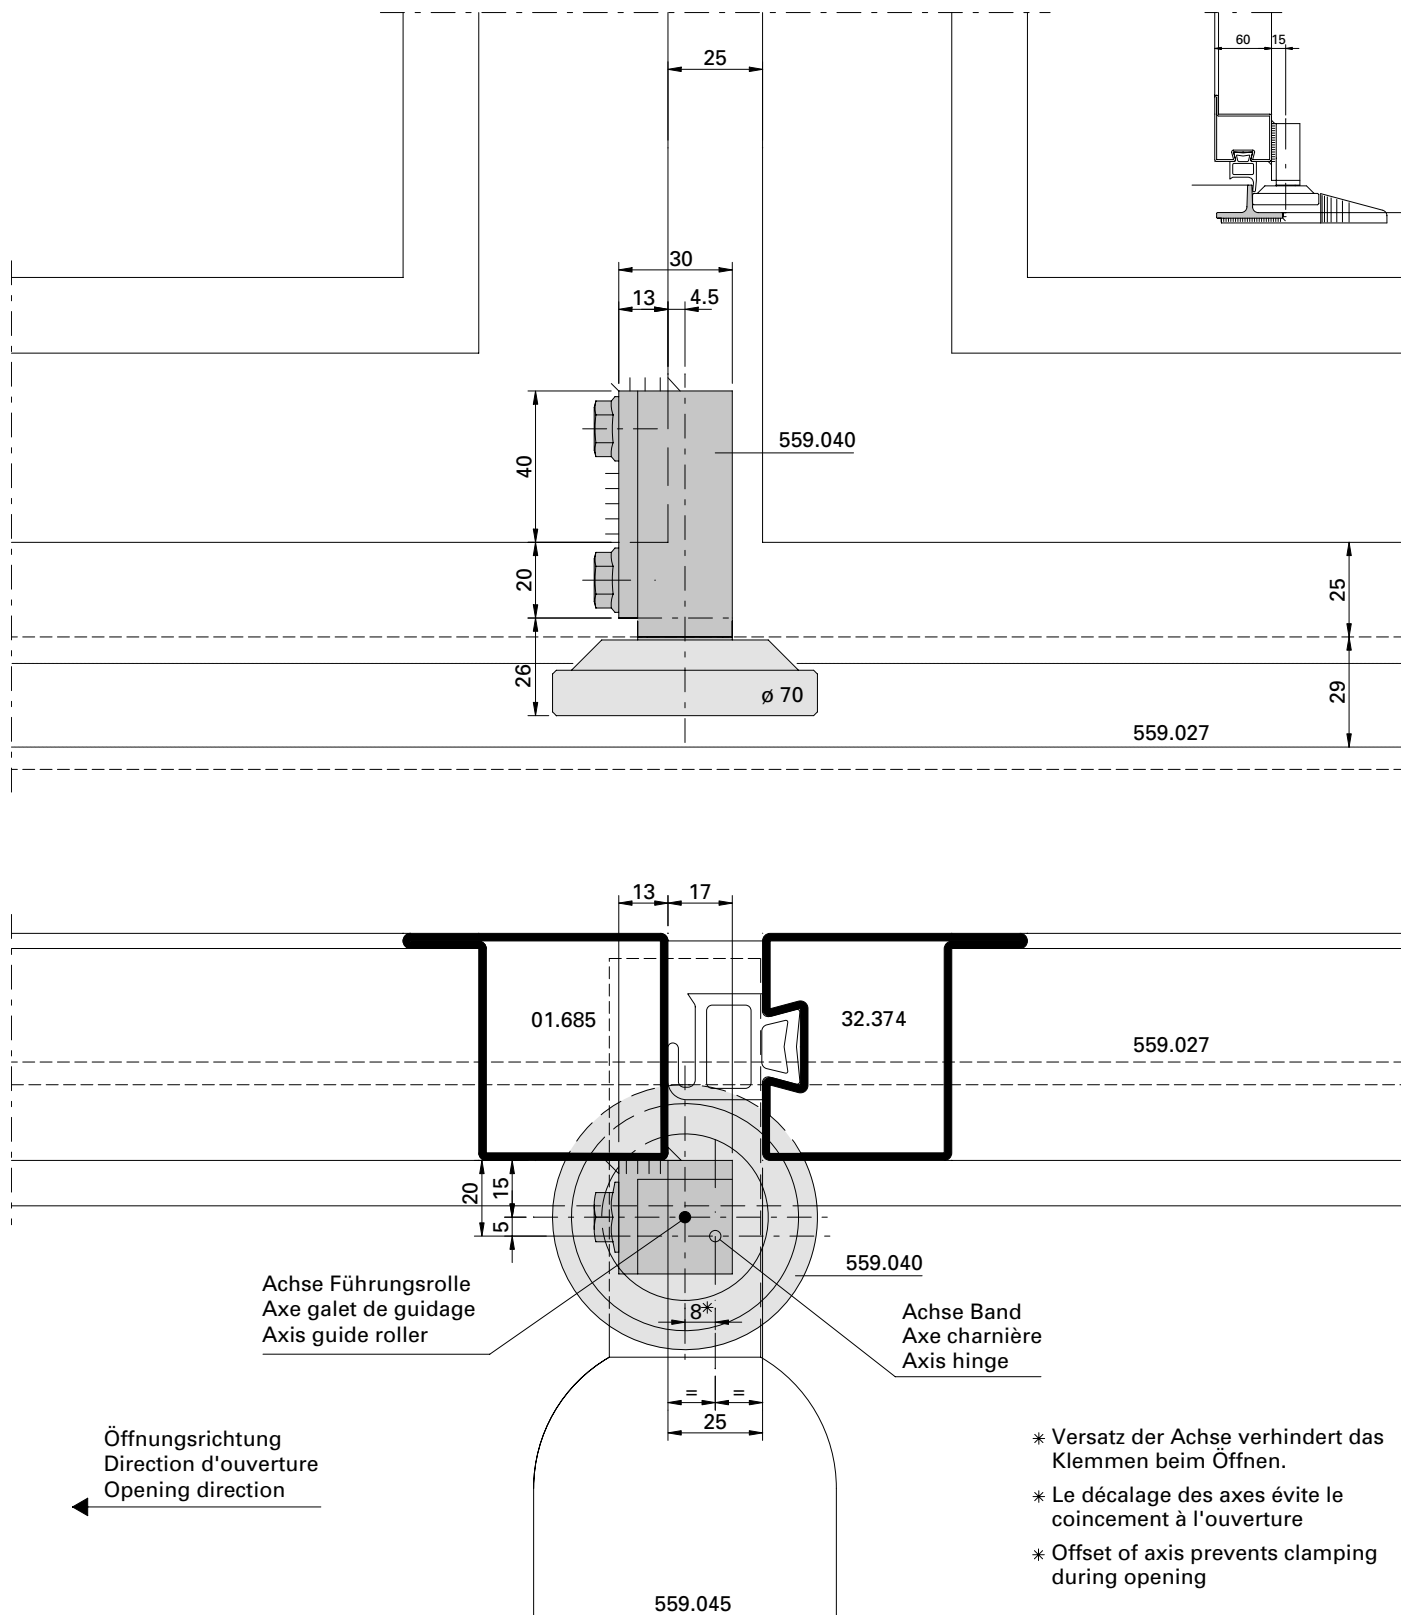 25
60
15
30
13
4.5
559.040
40
20
25
26
ø 70
29
559.027
13
17
01.685
32.374
559.027
20
15
5
559.040
Achse Führungsrolle
Axe galet de guidage
Axis guide roller
8*
Achse Band
Axe charnière
Axis hinge
= =
25
Öffnungsrichtung
Direction d'ouverture
Opening direction
* Versatz der Achse verhindert das
Klemmen beim Öffnen.
* Le décalage des axes évite le
coincement à l'ouverture
* Offset of axis prevents clamping
during opening
559.045